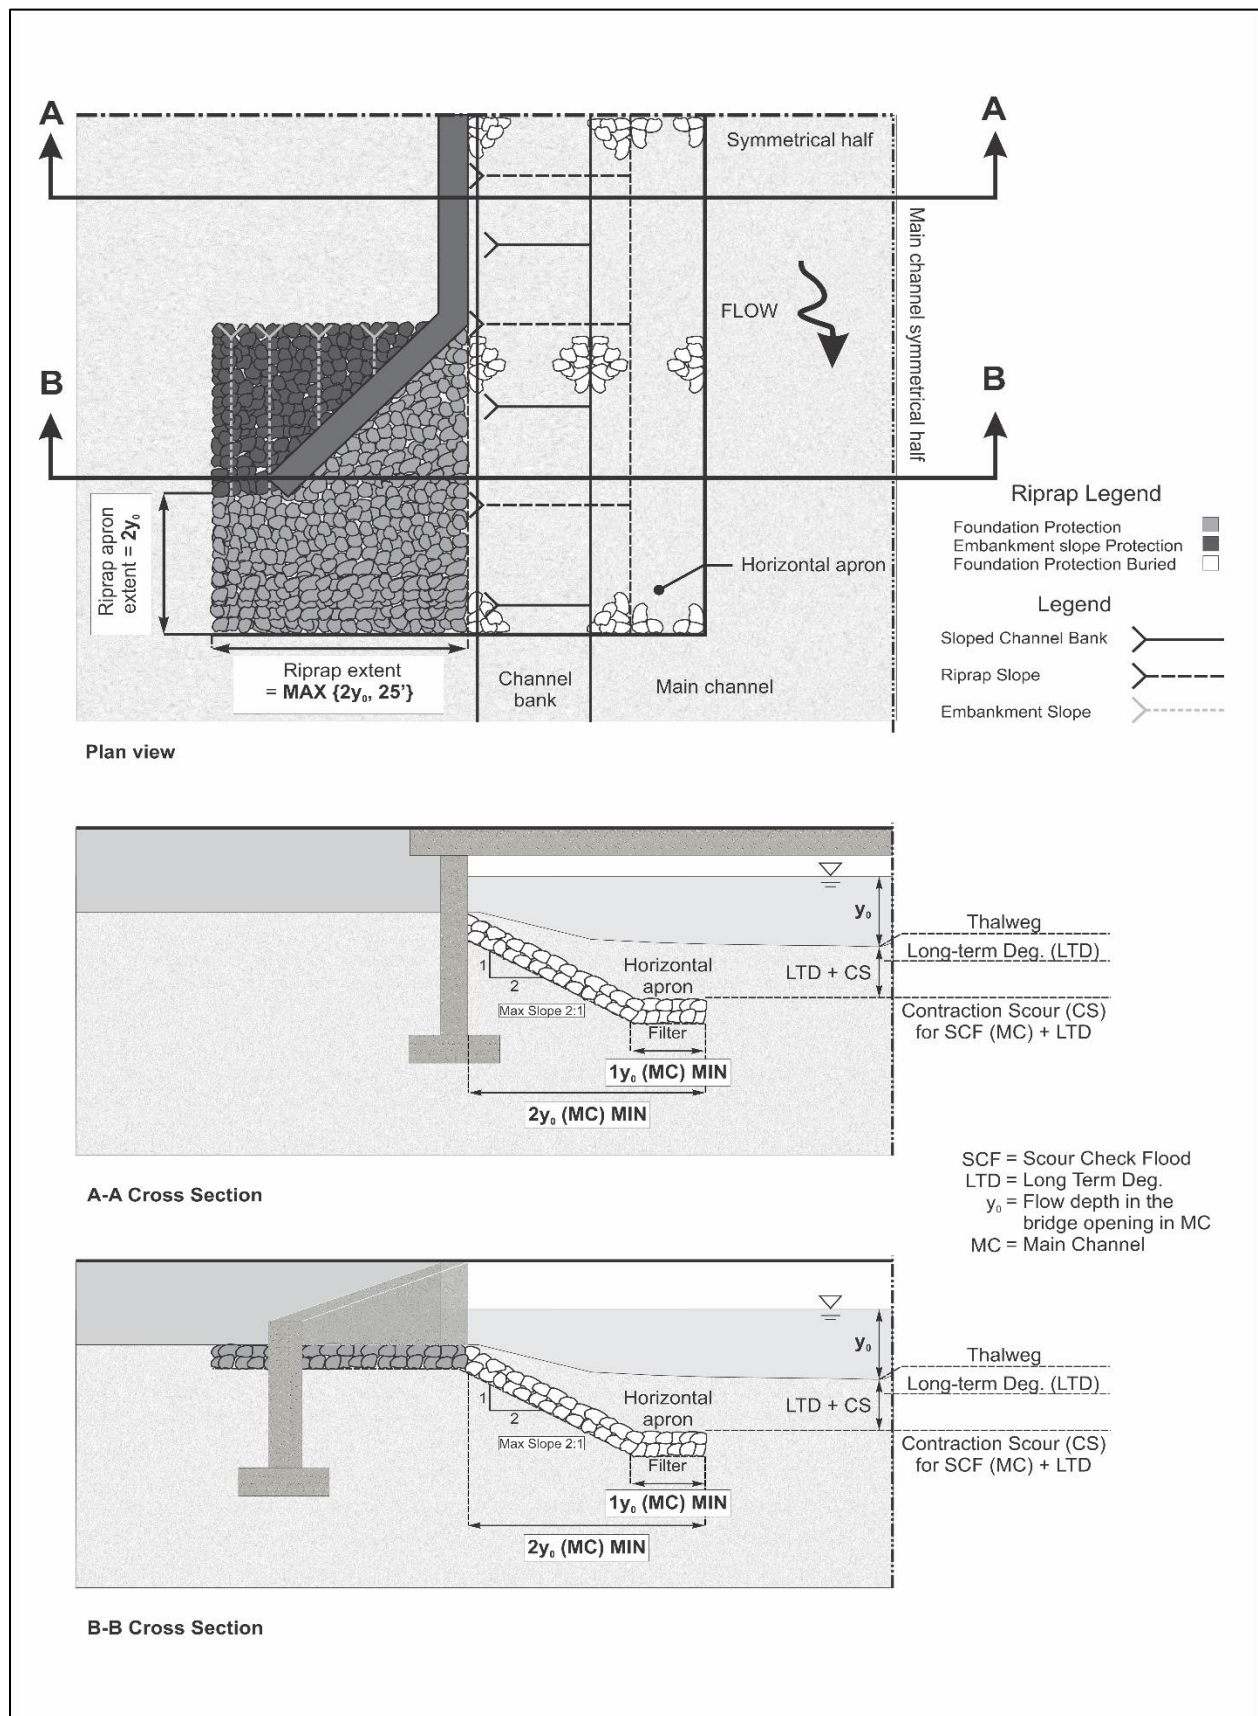 A
A
Symmetrical half
Main channel symmetrical half
FLOW
B
B
Riprap apron
extent = 2y₀
Horizontal apron
Riprap extent
= MAX {2y₀, 25'}
Channel
bank
Main channel
Riprap Legend
Foundation Protection
Embankment slope Protection
Foundation Protection Buried
Legend
Sloped Channel Bank
Riprap Slope
Embankment Slope
Plan view
y₀
Thalweg
Long-term Deg. (LTD)
LTD + CS
Contraction Scour (CS)
for SCF (MC) + LTD
1
2
Max Slope 2:1
Horizontal
apron
Filter
1y₀ (MC) MIN
2y₀ (MC) MIN
A-A Cross Section
SCF = Scour Check Flood
LTD = Long Term Deg.
y₀ = Flow depth in the
bridge opening in MC
MC = Main Channel
y₀
Thalweg
Long-term Deg. (LTD)
LTD + CS
Contraction Scour (CS)
for SCF (MC) + LTD
1
2
Max Slope 2:1
Horizontal
apron
Filter
1y₀ (MC) MIN
2y₀ (MC) MIN
B-B Cross Section